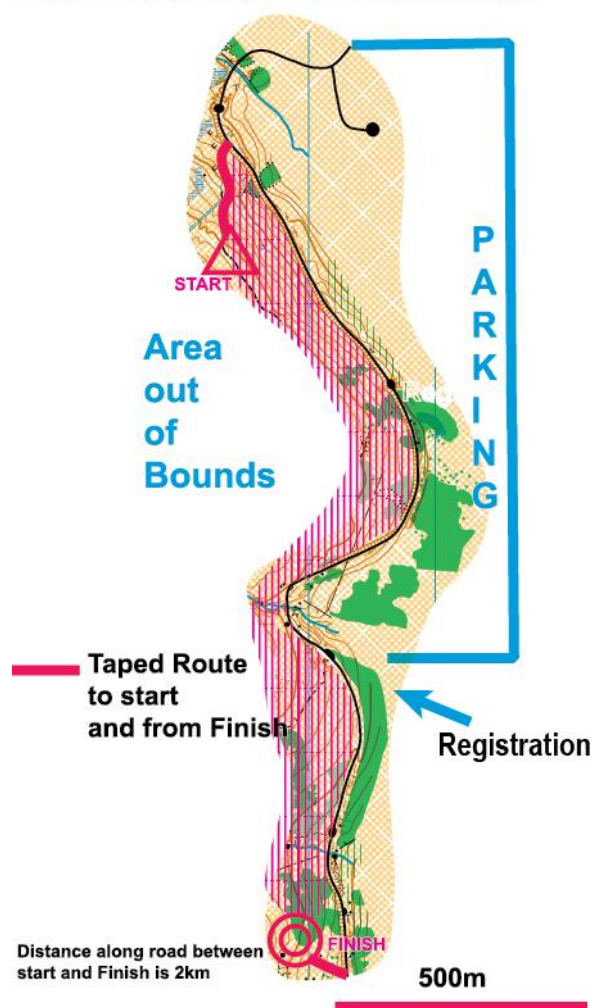 START
PARKING
Area
out
of
Bounds
Taped Route
to start
and from Finish
Registration
FINISH
Distance along road between
start and Finish is 2km
500m